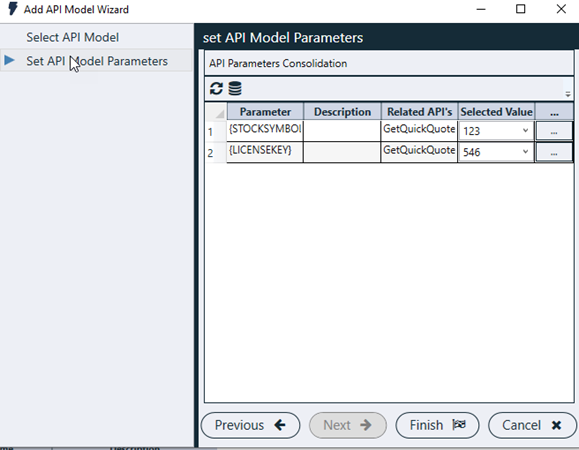 Add API Model Wizard
Select API Model
Set API Model Parameters
set API Model Parameters
API Parameters Consolidation
Parameter Description Related API's Selected Value ...
1 {STOCKSYMBOL GetQuickQuote 123 ...
2 {LICENSEKEY} GetQuickQuote 546 ...
Previous Next Finish Cancel